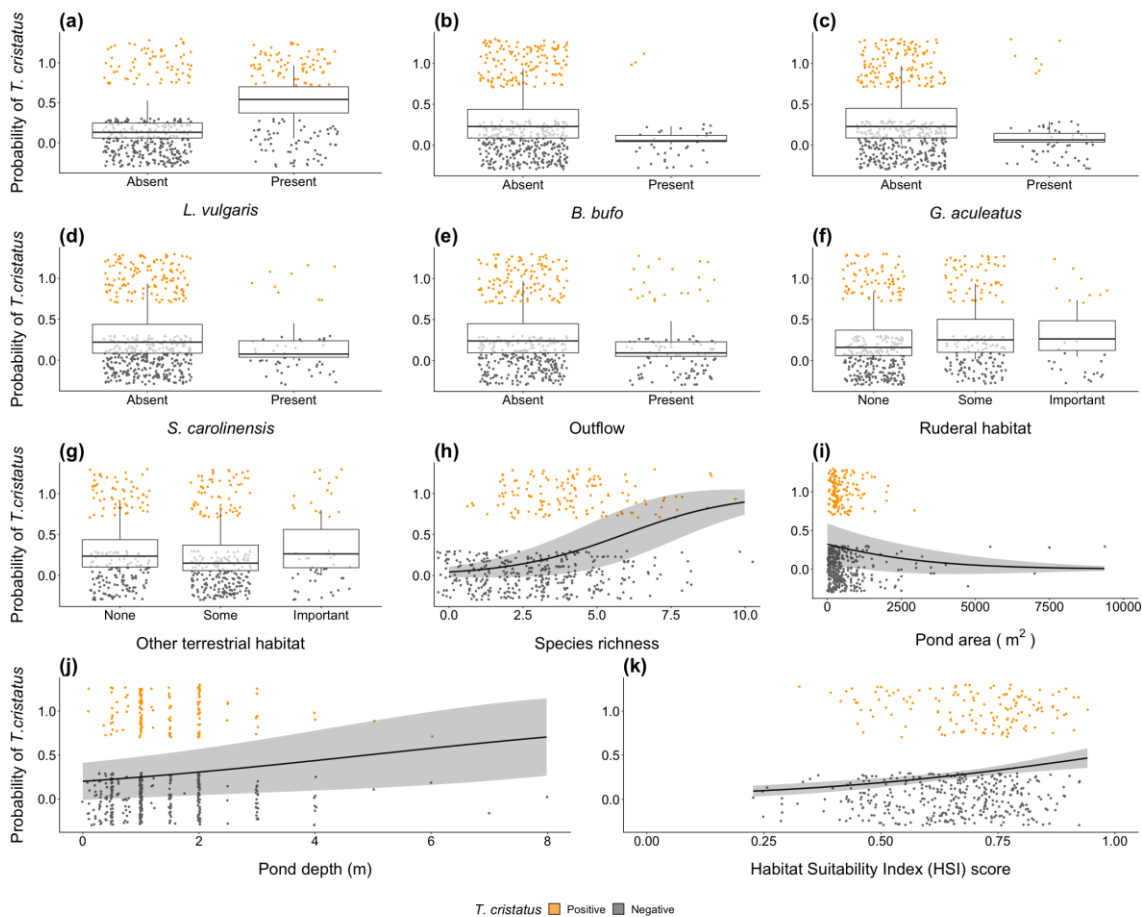 (a) (b) (c)
Probability of T. cristatus
1.0
0.5
0.0
Absent Present Absent Present Absent Present
L. vulgaris B. bufo G. aculeatus
(d) (e) (f)
Probability of T.cristatus
1.0
0.5
0.0
Absent Present Absent Present None Some Important
S. carolinensis Outflow Ruderal habitat
(g) (h) (i)
Probability of T.cristatus
1.0
0.5
0.0
None Some Important 0.0 2.5 5.0 7.5 10.0 0 2500 5000 7500 10000
Other terrestrial habitat Species richness Pond area ( m2 )
(j) (k)
Probability of T.cristatus
1.0
0.5
0.0
0 2 4 6 8 0.00 0.25 0.50 0.75 1.00
Pond depth (m) Habitat Suitability Index (HSI) score
T. cristatus Positive Negative